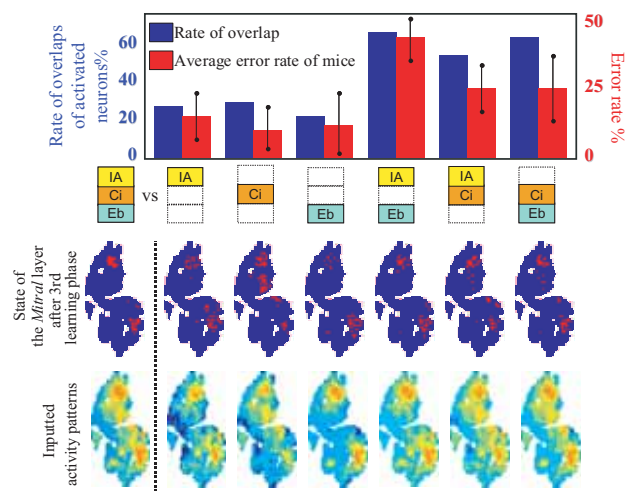 Rate of overlaps
of activated
neurons%
60
40
20
0
Rate of overlap
Average error rate of mice
50
25
0
Error rate %
IA
Ci
Eb
vs
IA
Ci
Eb
IA
Eb
IA
Ci
Ci
Eb
State of
the Mitral layer
after 3rd
learning phase
Inputted
activity patterns